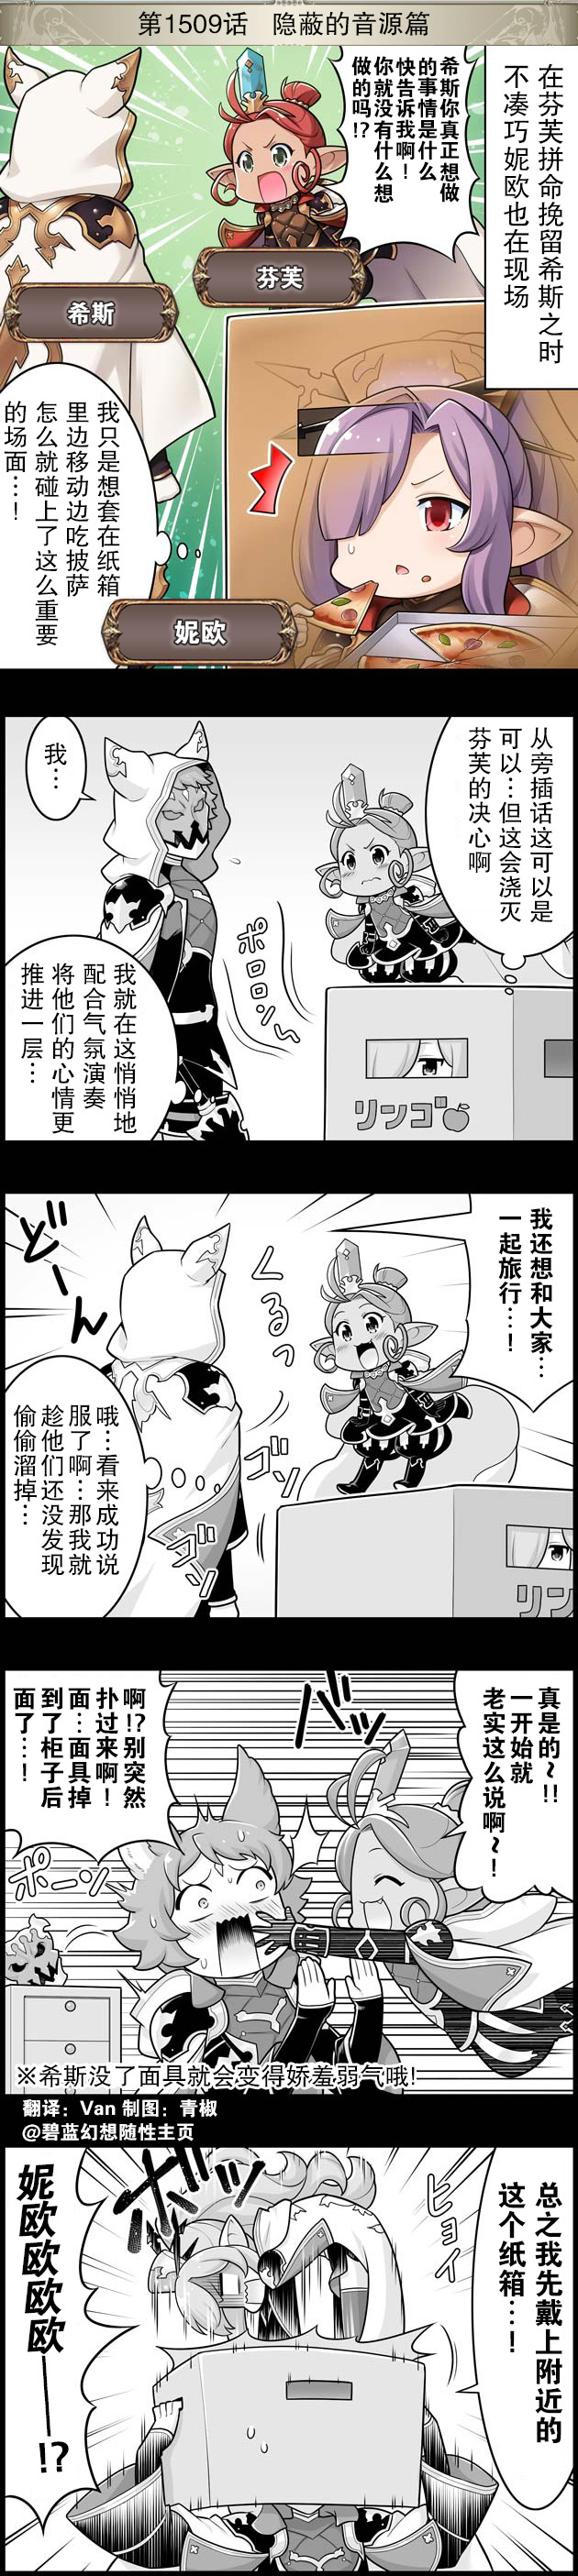 第1509话　隐蔽的音源篇
在芬芙拼命挽留希斯之时
不凑巧妮欧也在现场
希斯你真正想做
的事情是什么
快告诉我啊！
你就没有什么想
做的吗!?
芬芙
希斯
我只是想套在纸箱
里边移动边吃披萨
怎么就碰上了这么重要
的场面…!
妮欧
从旁插话这可以是
可以…但这会浇灭
芬芙的决心啊
我…
ポロロン〜
我就在这悄悄地
配合气氛演奏
将他们的心情更
推进一层…
リンゴ
我还想和大家…
一起旅行…!
くるっ
どーん
ゴソ
ゴソ
哦…看来成功说
服了啊…那我就
趁他们还没发现
偷偷溜掉…
リン
真是的~!!
一开始就
老实这么说啊~!
ガバッ
啊!?别突然
扑过来啊！
面…面具掉
到了柜子后
面了…!
ポーン
※希斯没了面具就会变得娇羞弱气哦!
翻译：Van 制图：青椒
@碧蓝幻想随性主页
总之我先戴上附近的
这个纸箱…!
ヒョイ
ボッ
妮欧欧欧欧——!?